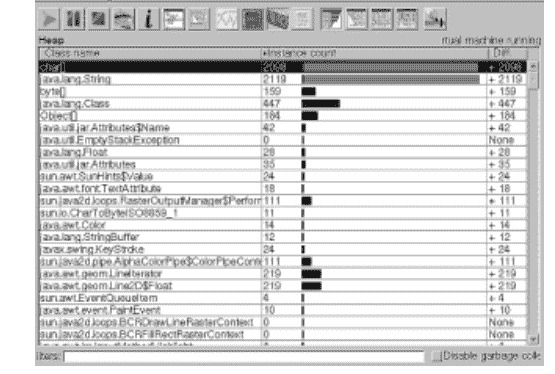 Heap rtual machine running
Class name Instance count Diff.
char[] 2098 + 2098
java.lang.String 2119 + 2119
byte[] 159 + 159
java.lang.Class 447 + 447
Object[] 184 + 184
java.util.jar.Attributes$Name 42 + 42
java.util.EmptyStackException 0 None
java.lang.Float 28 + 28
java.util.jar.Attributes 35 + 35
sun.awt.SunHints$Value 24 + 24
java.awt.font.TextAttribute 18 + 18
sun.java2d.loops.RasterOutputManager$Perforr 111 + 111
sun.io.CharToByteISO8859_1 11 + 11
java.awt.Color 14 + 14
java.lang.StringBuffer 12 + 12
javax.swing.KeyStroke 24 + 24
sun.java2d.pipe.AlphaColorPipe$ColorPipeCont 111 + 111
java.awt.geom.LineIterator 219 + 219
java.awt.geom.Line2D$Float 219 + 219
sun.awt.EventQueueItem 4 + 4
java.awt.event.PaintEvent 10 + 10
sun.java2d.loops.BCRDrawLineRasterContext 0 None
sun.java2d.loops.BCRFillRectRasterContext 0 None
Disable garbage colle